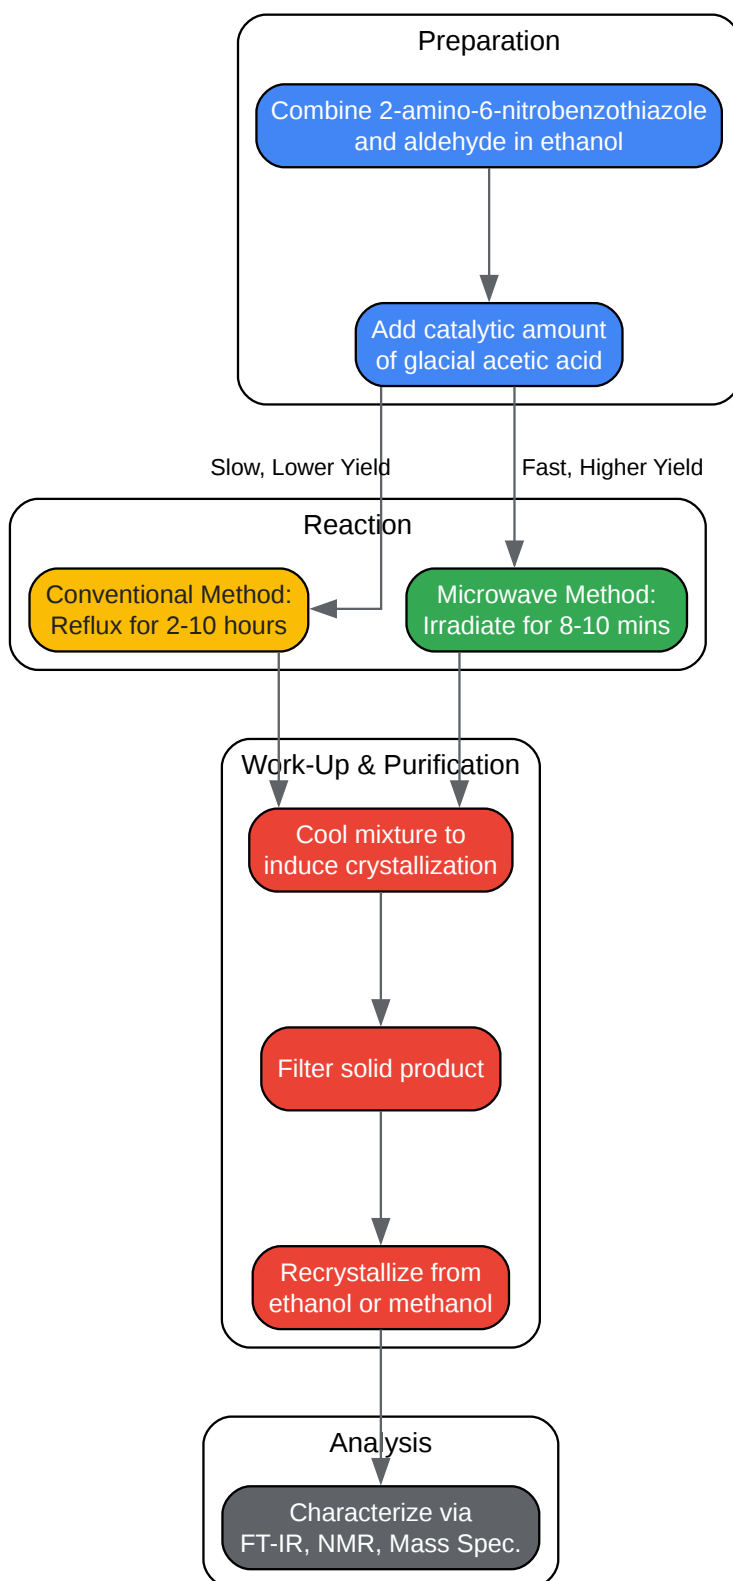 Preparation
Combine 2-amino-6-nitrobenzothiazole
and aldehyde in ethanol
Add catalytic amount
of glacial acetic acid
Slow, Lower Yield
Fast, Higher Yield
Reaction
Conventional Method:
Reflux for 2-10 hours
Microwave Method:
Irradiate for 8-10 mins
Work-Up & Purification
Cool mixture to
induce crystallization
Filter solid product
Recrystallize from
ethanol or methanol
Analysis
Characterize via
FT-IR, NMR, Mass Spec.